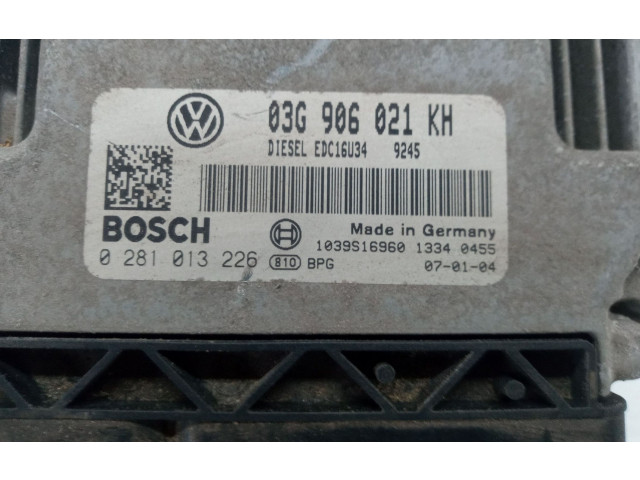 03G 906 021 KH
DIESEL EDC16U34 9245
BOSCH
Made in Germany
1039S16960 1334 0455
0 281 013 226 810 BPG 07-01-04